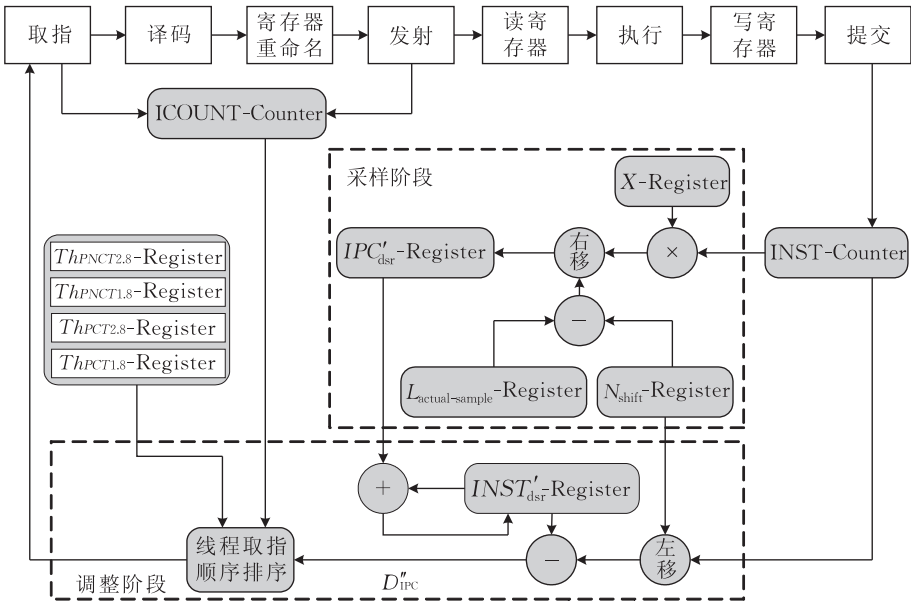 取指
译码
寄存器
重命名
发射
读寄
存器
执行
写寄
存器
提交
ICOUNT-Counter
采样阶段
X-Register
IPC′dsr-Register
右
移
×
INST-Counter
ThPNCT2.8-Register
ThPNCT1.8-Register
ThPCT2.8-Register
ThPCT1.8-Register
−
Lactual-sample-Register
Nshift-Register
+
INST′dsr-Register
线程取指
顺序排序
−
左
移
调整阶段
D″IPC